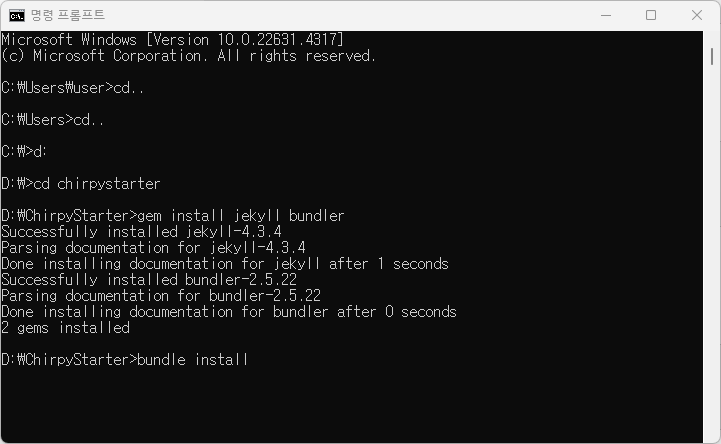 명령 프롬프트
Microsoft Windows [Version 10.0.22631.4317]
(c) Microsoft Corporation. All rights reserved.
C:₩Users₩user>cd..
C:₩Users>cd..
C:₩>d:
D:₩>cd chirpystarter
D:₩ChirpyStarter>gem install jekyll bundler
Successfully installed jekyll-4.3.4
Parsing documentation for jekyll-4.3.4
Done installing documentation for jekyll after 1 seconds
Successfully installed bundler-2.5.22
Parsing documentation for bundler-2.5.22
Done installing documentation for bundler after 0 seconds
2 gems installed
D:₩ChirpyStarter>bundle install